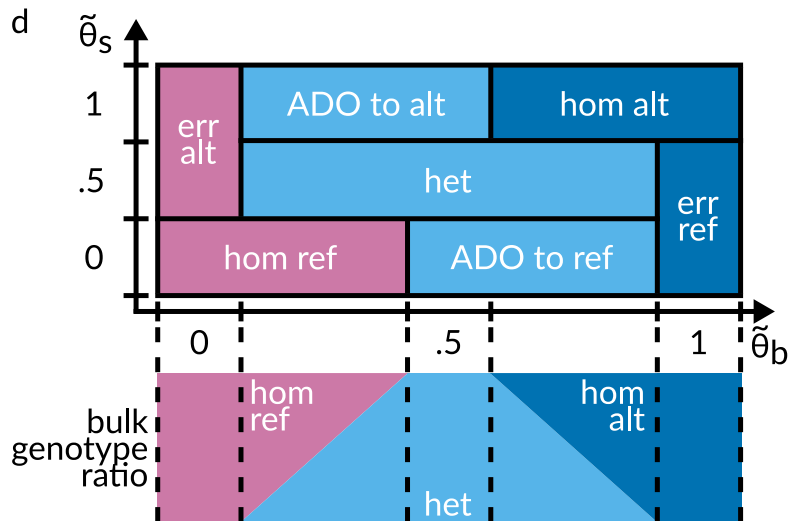 d
θ̃s
1
.5
0
err
alt
ADO to alt
hom alt
het
err
ref
hom ref
ADO to ref
0
.5
1
θ̃b
bulk
genotype
ratio
hom
ref
hom
alt
het